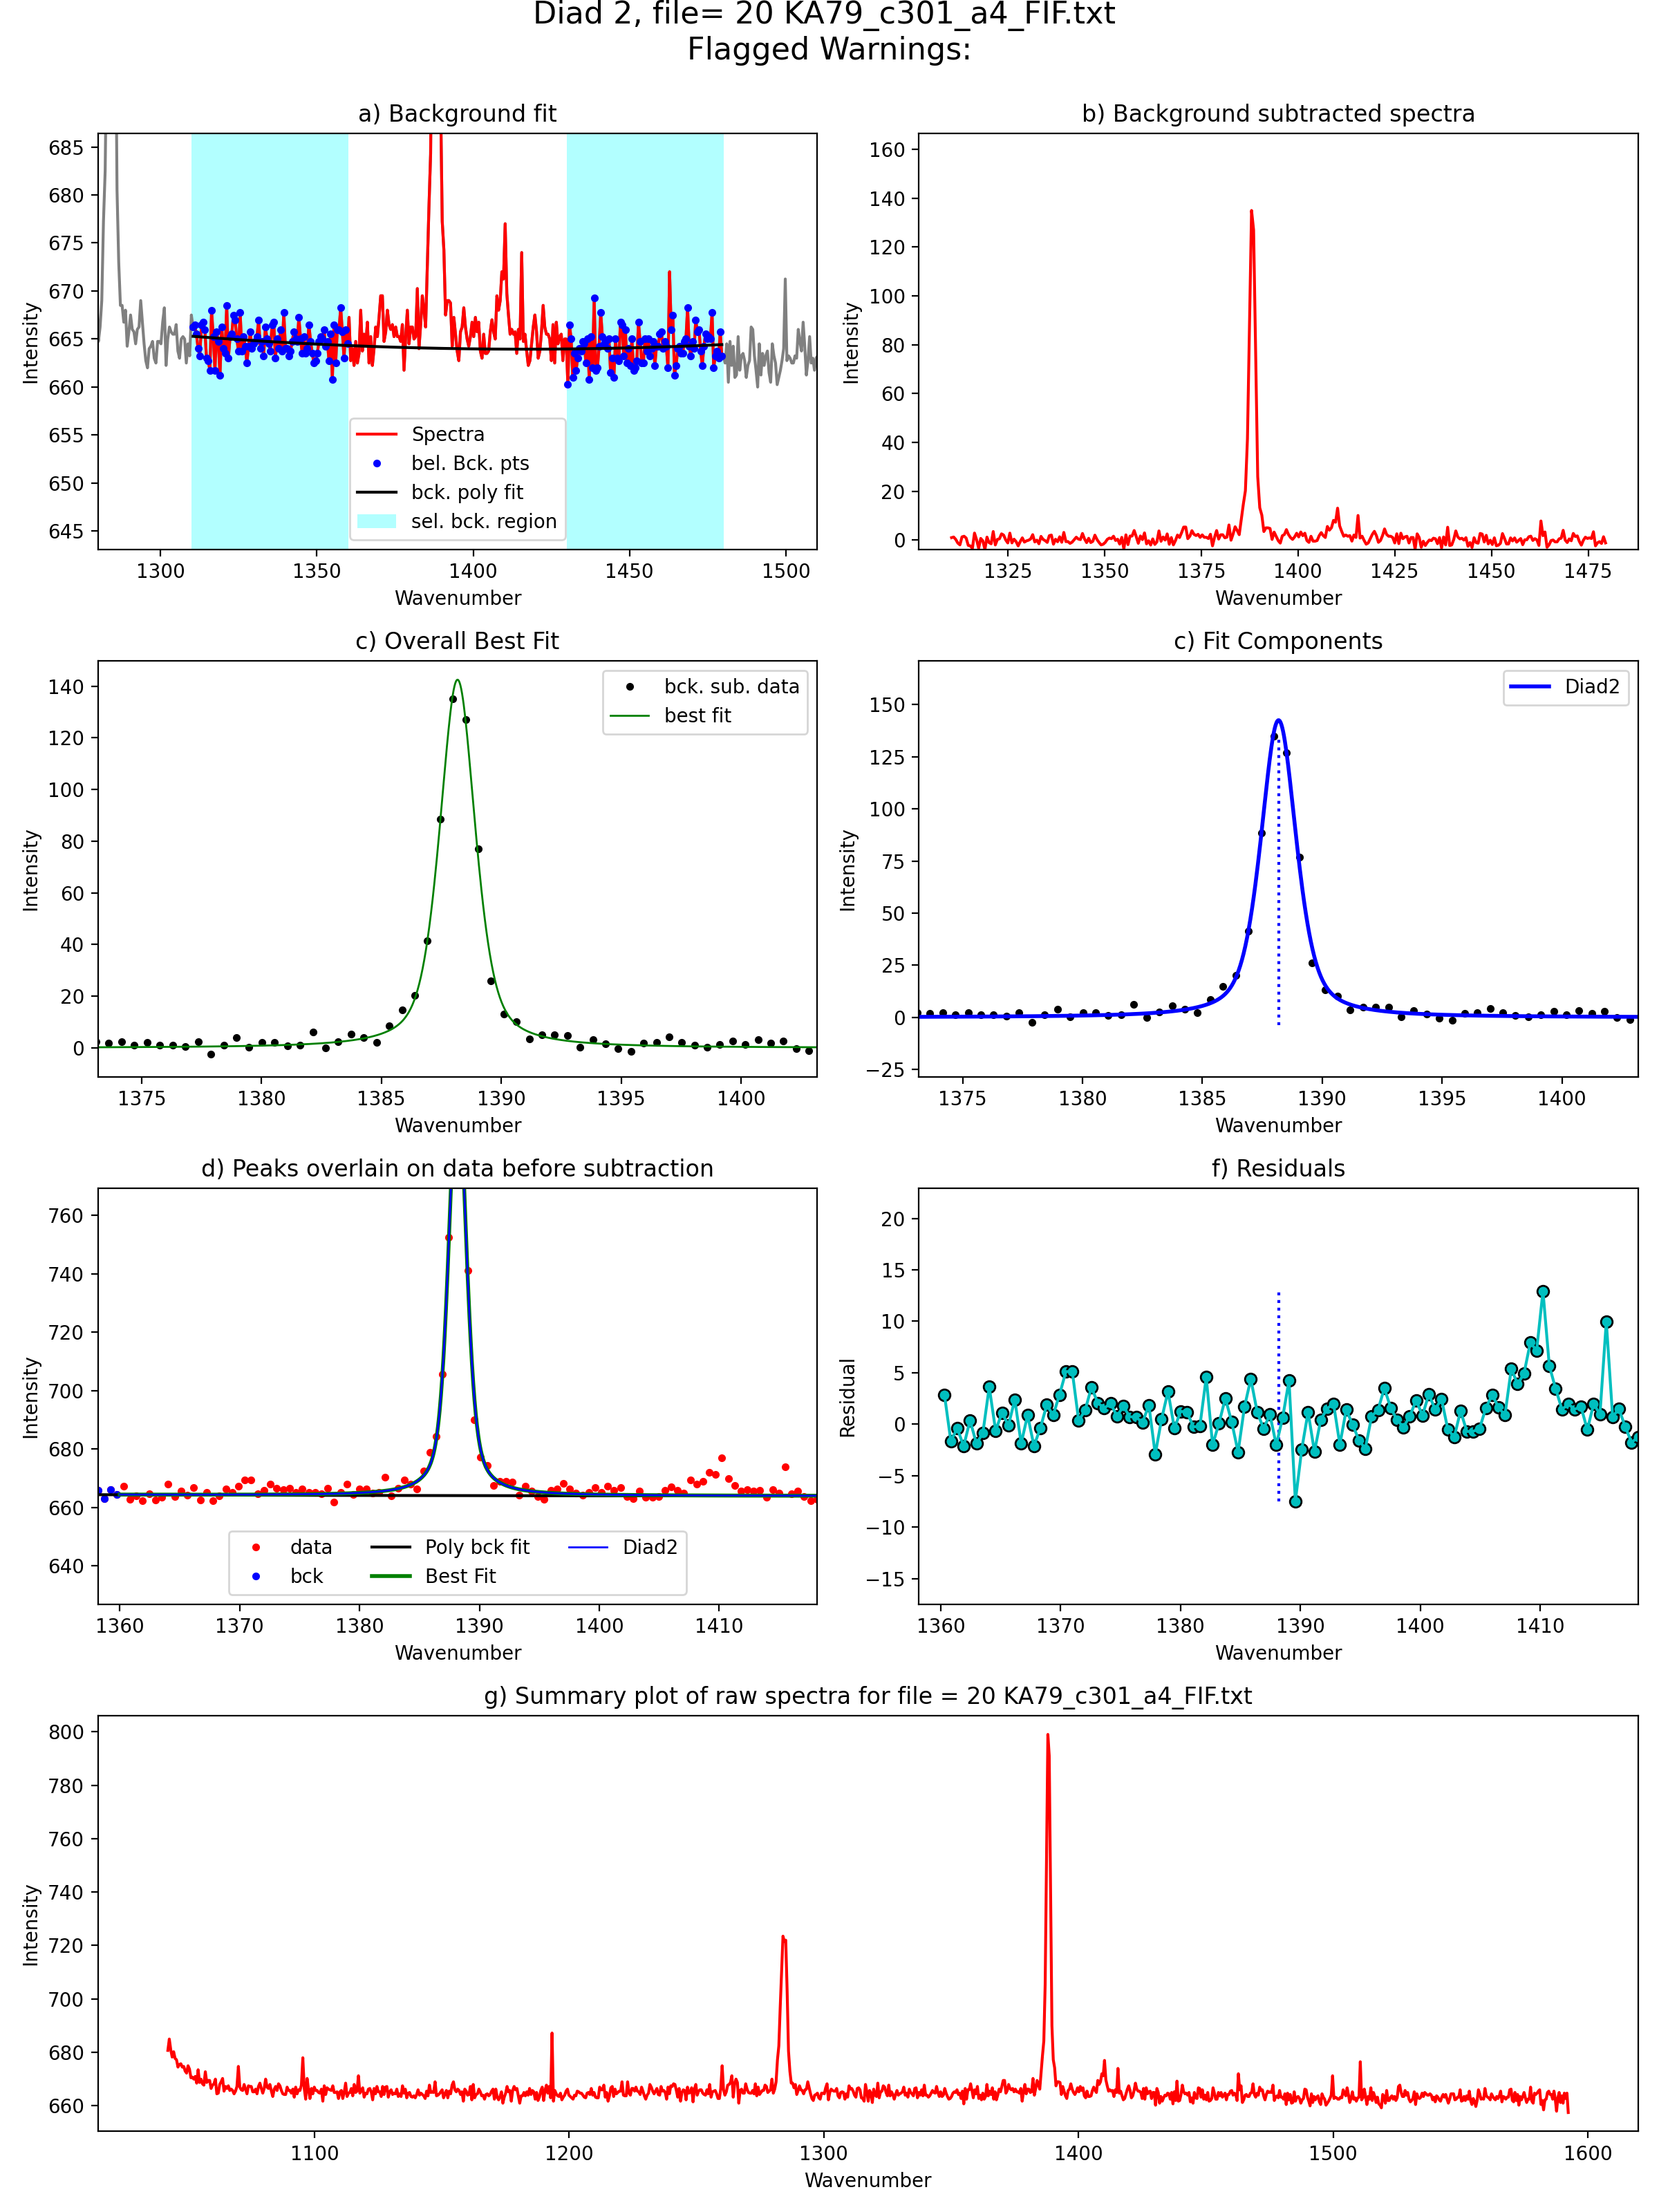 Diad 2, file= 20 KA79_c301_a4_FIF.txt
Flagged Warnings:
a) Background fit
685
680
675
670
665
660
655
650
645
Intensity
Spectra
bel. Bck. pts
bck. poly fit
sel. bck. region
1300 1350 1400 1450 1500
Wavenumber
b) Background subtracted spectra
160
140
120
100
80
60
40
20
0
Intensity
1325 1350 1375 1400 1425 1450 1475
Wavenumber
c) Overall Best Fit
140
120
100
80
60
40
20
0
Intensity
bck. sub. data
best fit
1375 1380 1385 1390 1395 1400
Wavenumber
c) Fit Components
150
125
100
75
50
25
0
−25
Intensity
Diad2
1375 1380 1385 1390 1395 1400
Wavenumber
d) Peaks overlain on data before subtraction
760
740
720
700
680
660
640
Intensity
data
bck
Poly bck fit
Best Fit
Diad2
1360 1370 1380 1390 1400 1410
Wavenumber
f) Residuals
20
15
10
5
0
−5
−10
−15
Residual
1360 1370 1380 1390 1400 1410
Wavenumber
g) Summary plot of raw spectra for file = 20 KA79_c301_a4_FIF.txt
800
780
760
740
720
700
680
660
Intensity
1100 1200 1300 1400 1500 1600
Wavenumber